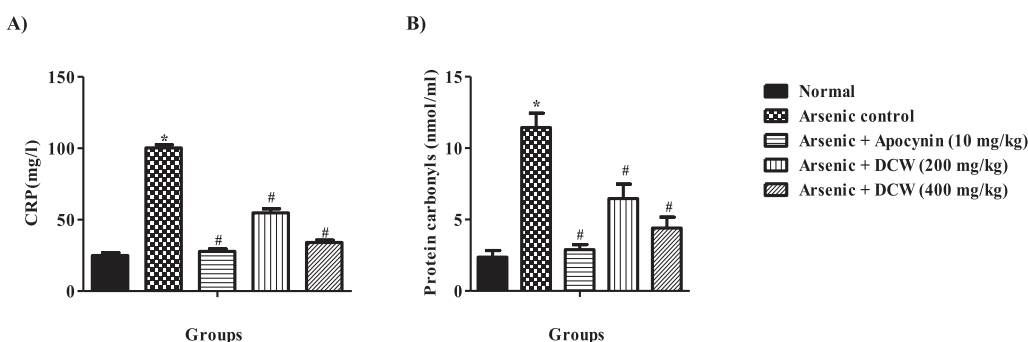 A)
B)
150
100
50
0
CRP(mg/l)
*
#
#
#
Groups
15
10
5
0
Protein carbonyls (nmol/ml)
*
#
#
#
Groups
Normal
Arsenic control
Arsenic + Apocynin (10 mg/kg)
Arsenic + DCW (200 mg/kg)
Arsenic + DCW (400 mg/kg)